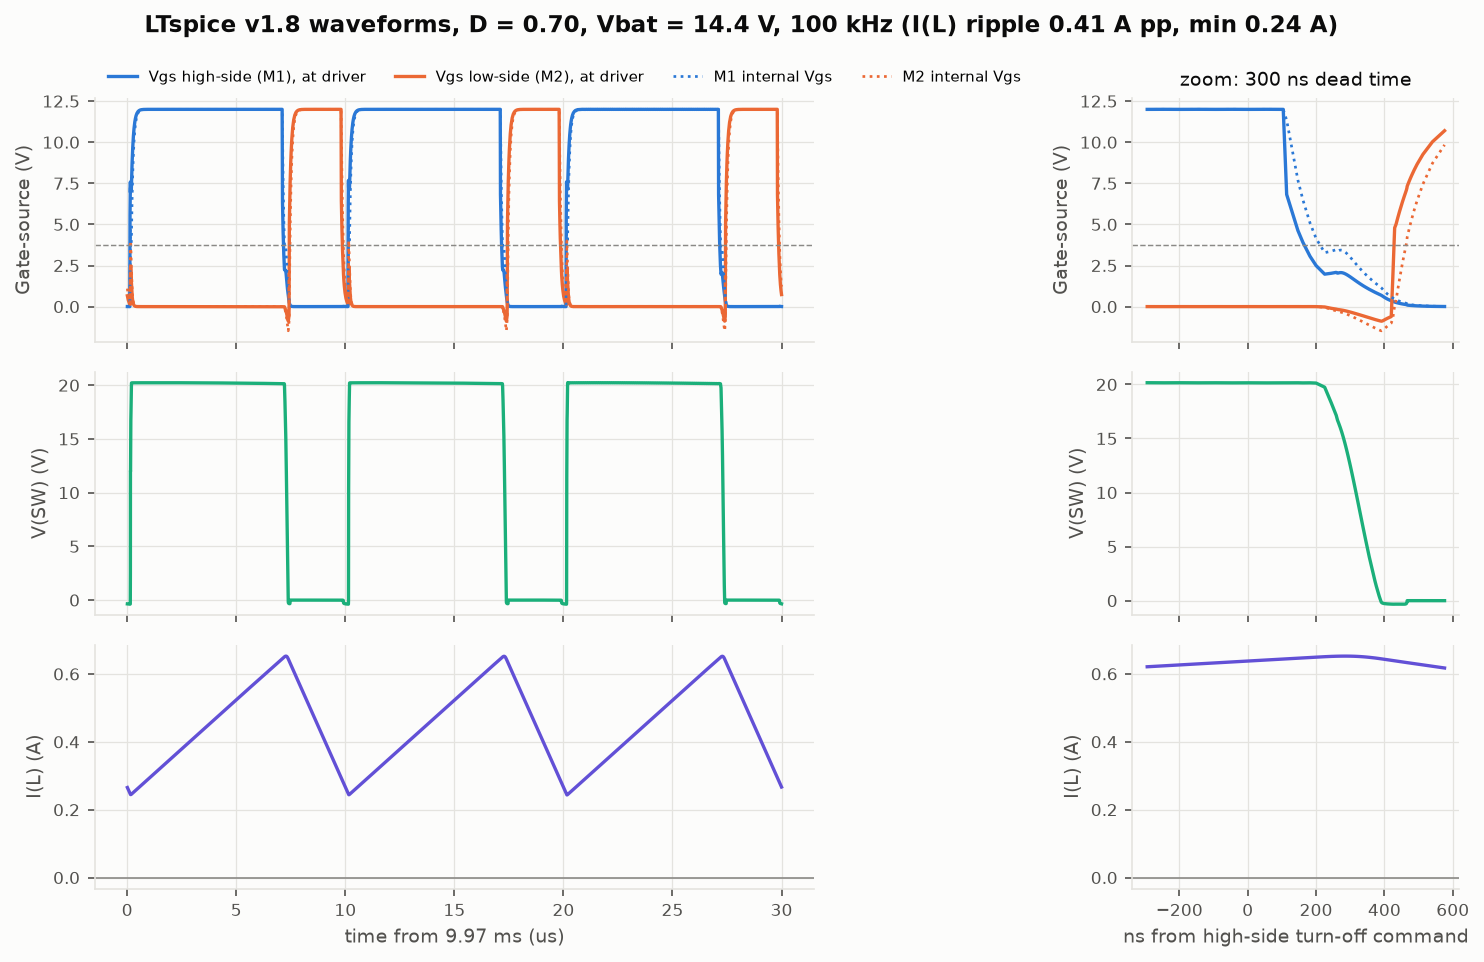 LTspice v1.8 waveforms, D = 0.70, Vbat = 14.4 V, 100 kHz (I(L) ripple 0.41 A pp, min 0.24 A)
Vgs high-side (M1), at driver
Vgs low-side (M2), at driver
M1 internal Vgs
M2 internal Vgs
zoom: 300 ns dead time
Gate-source (V)
12.5
10.0
7.5
5.0
2.5
0.0
Gate-source (V)
12.5
10.0
7.5
5.0
2.5
0.0
V(SW) (V)
20
15
10
5
0
V(SW) (V)
20
15
10
5
0
I(L) (A)
0.6
0.4
0.2
0.0
0 5 10 15 20 25 30
time from 9.97 ms (us)
I(L) (A)
0.6
0.4
0.2
0.0
−200 0 200 400 600
ns from high-side turn-off command